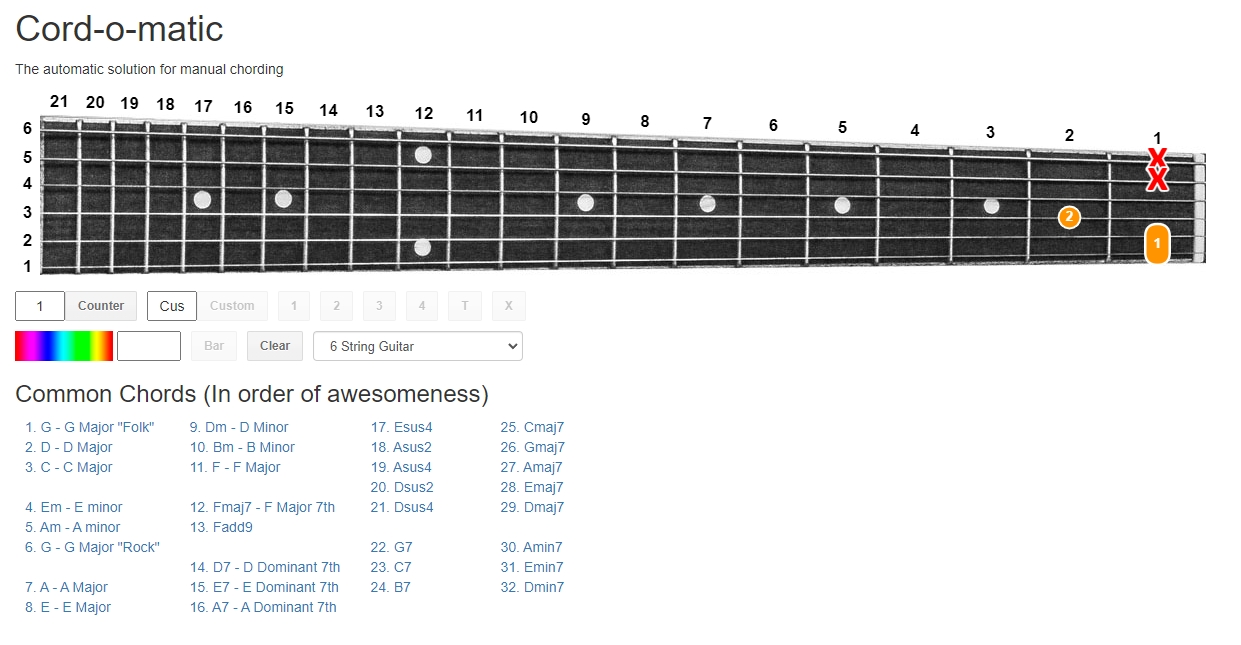 Cord-o-matic
The automatic solution for manual chording
21 20 19 18 17 16 15 14 13 12 11 10 9 8 7 6 5 4 3 2 1
6
5
4
3
2
1
X
X
2
1
1 Counter Cus Custom 1 2 3 4 T X
Bar Clear 6 String Guitar
Common Chords (In order of awesomeness)
1. G - G Major "Folk"
2. D - D Major
3. C - C Major
4. Em - E minor
5. Am - A minor
6. G - G Major "Rock"
7. A - A Major
8. E - E Major
9. Dm - D Minor
10. Bm - B Minor
11. F - F Major
12. Fmaj7 - F Major 7th
13. Fadd9
14. D7 - D Dominant 7th
15. E7 - E Dominant 7th
16. A7 - A Dominant 7th
17. Esus4
18. Asus2
19. Asus4
20. Dsus2
21. Dsus4
22. G7
23. C7
24. B7
25. Cmaj7
26. Gmaj7
27. Amaj7
28. Emaj7
29. Dmaj7
30. Amin7
31. Emin7
32. Dmin7